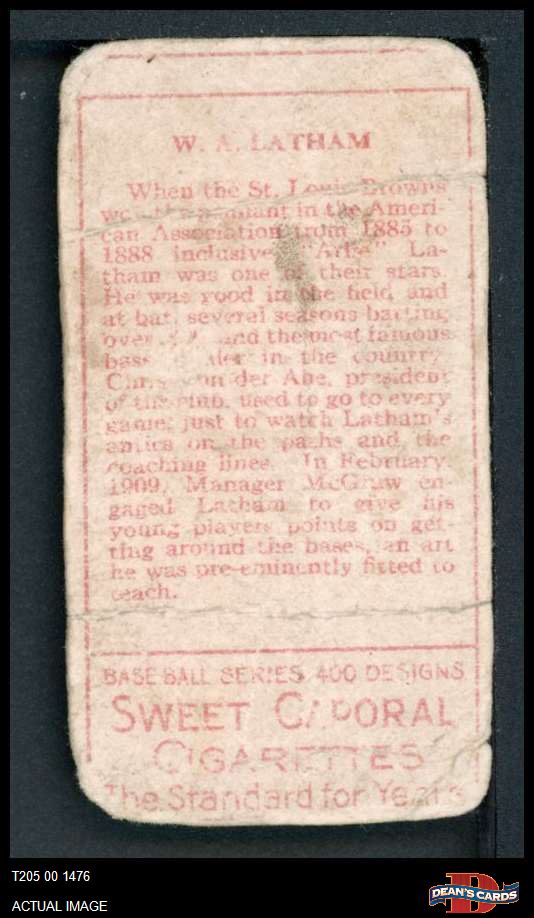 W. A. LATHAM
When the St. Louis Browns
won the pennant in the Ameri-
can Association from 1885 to
1888 inclusive, "Arlie" La-
tham was one of their stars.
He was good in the field and
at bat, several seasons batting
over and the most famous
base in the country.
Chris Von der Ahe, president
of the club, used to go to every
game just to watch Latham's
antics on the paths and the
coaching lines. In February,
1909, Manager McGraw en-
gaged Latham to give his
young players points on get-
ting around the bases, an art
he was pre-eminently fitted to
teach.
BASE BALL SERIES 400 DESIGNS
SWEET CAPORAL
CIGARETTES
The Standard for Years
T205 00 1476
ACTUAL IMAGE
D
DEAN'S CARDS